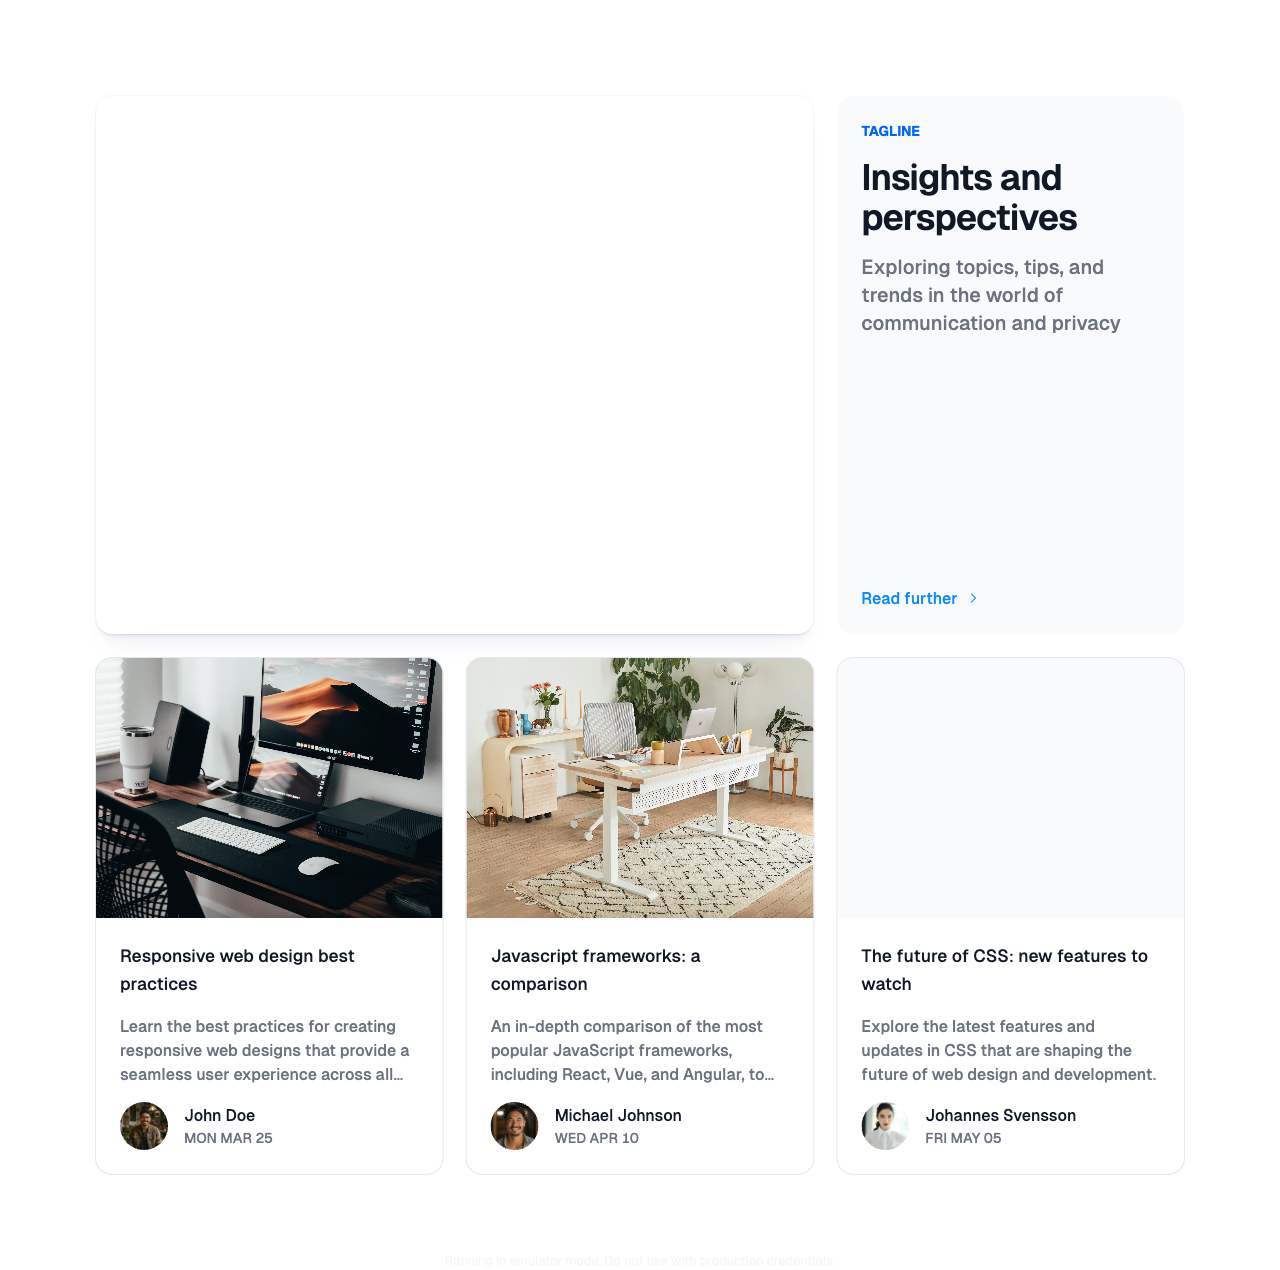 TAGLINE
Insights and
perspectives
Exploring topics, tips, and
trends in the world of
communication and privacy
Read further
Responsive web design best
practices
Learn the best practices for creating
responsive web designs that provide a
seamless user experience across all...
John Doe
MON MAR 25
Javascript frameworks: a
comparison
An in-depth comparison of the most
popular JavaScript frameworks,
including React, Vue, and Angular, to...
Michael Johnson
WED APR 10
The future of CSS: new features to
watch
Explore the latest features and
updates in CSS that are shaping the
future of web design and development.
Johannes Svensson
FRI MAY 05
Running in emulator mode. Do not use with production credentials.